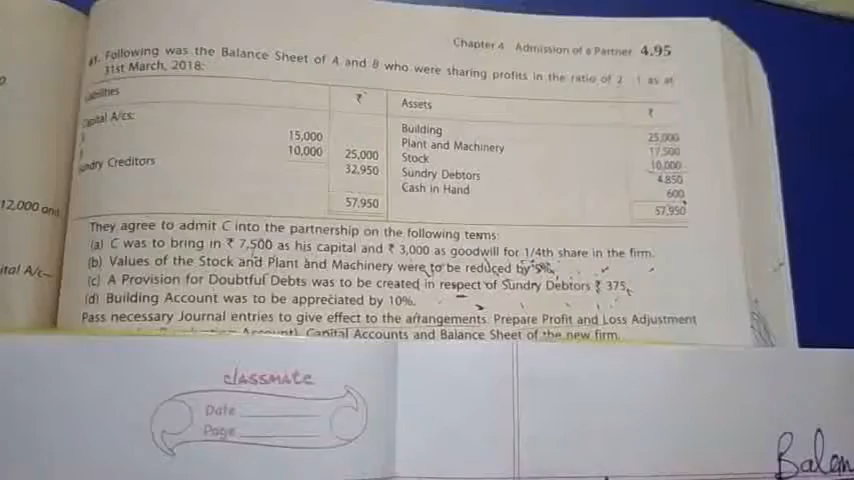 Chapter 4 Admission of a Partner 4.95
41. Following was the Balance Sheet of A and B who were sharing profits in the ratio of 2 : 1 as at
31st March, 2018:
₹ Assets ₹
Capital A/cs: Building 25,000
15,000 Plant and Machinery 17,500
10,000 25,000 Stock 10,000
Sundry Creditors 32,950 Sundry Debtors 4,850
Cash in Hand 600
57,950 57,950
They agree to admit C into the partnership on the following terms:
(a) C was to bring in ₹ 7,500 as his capital and ₹ 3,000 as goodwill for 1/4th share in the firm.
(b) Values of the Stock and Plant and Machinery were to be reduced by 5%.
(c) A Provision for Doubtful Debts was to be created in respect of Sundry Debtors ₹ 375.
(d) Building Account was to be appreciated by 10%.
Pass necessary Journal entries to give effect to the arrangements. Prepare Profit and Loss Adjustment
Account), Capital Accounts and Balance Sheet of the new firm.
12,000 and
ital A/c—
classmate
Date
Page
Balan